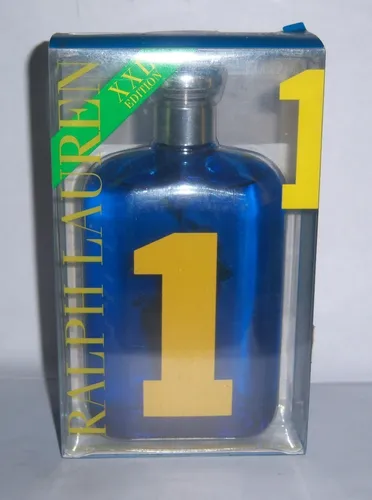 XXL
EDITION
RALPH LAUREN
1
1